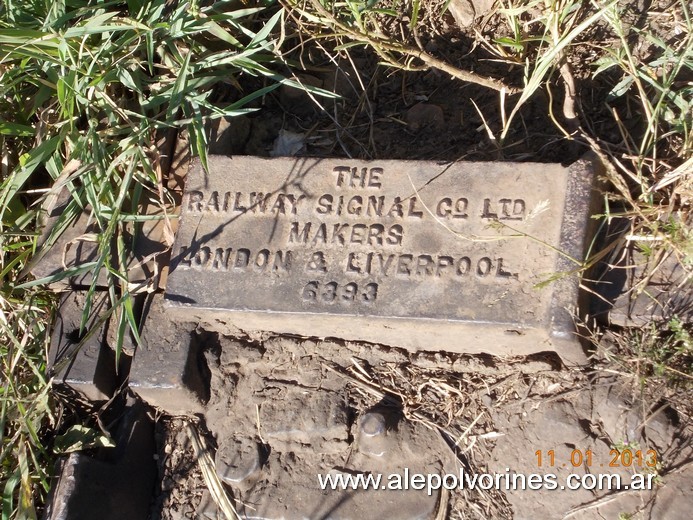 THE
RAILWAY SIGNAL CO LTD
MAKERS
LONDON & LIVERPOOL.
6393
11.01.2013
www.alepolvorines.com.ar